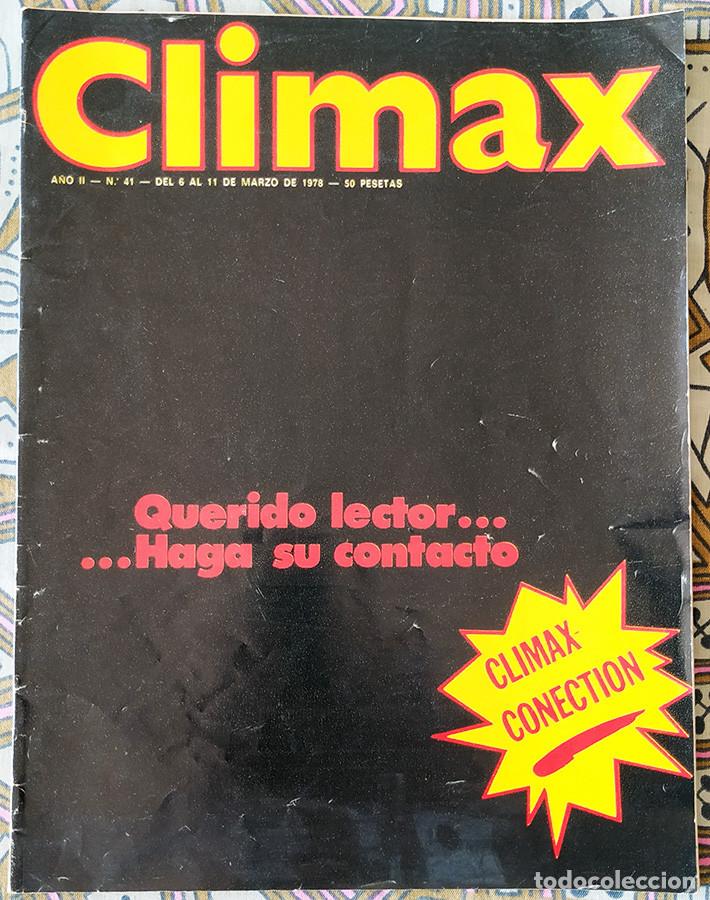 Climax
AÑO II — N.° 41 — DEL 6 AL 11 DE MARZO DE 1978 — 50 PESETAS
Querido lector...
...Haga su contacto
CLIMAX-
CONECTION
todocoleccion